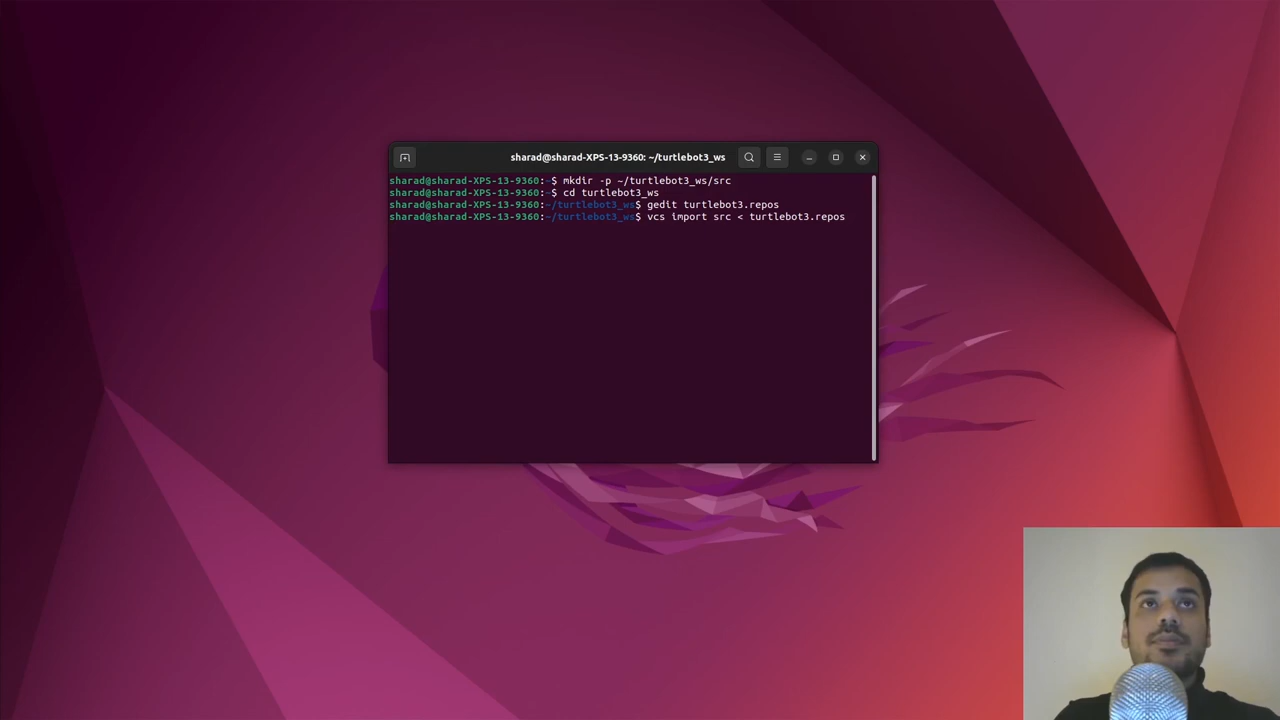 sharad@sharad-XPS-13-9360: ~/turtlebot3_ws
sharad@sharad-XPS-13-9360:~$ mkdir -p ~/turtlebot3_ws/src
sharad@sharad-XPS-13-9360:~$ cd turtlebot3_ws
sharad@sharad-XPS-13-9360:~/turtlebot3_ws$ gedit turtlebot3.repos
sharad@sharad-XPS-13-9360:~/turtlebot3_ws$ vcs import src < turtlebot3.repos